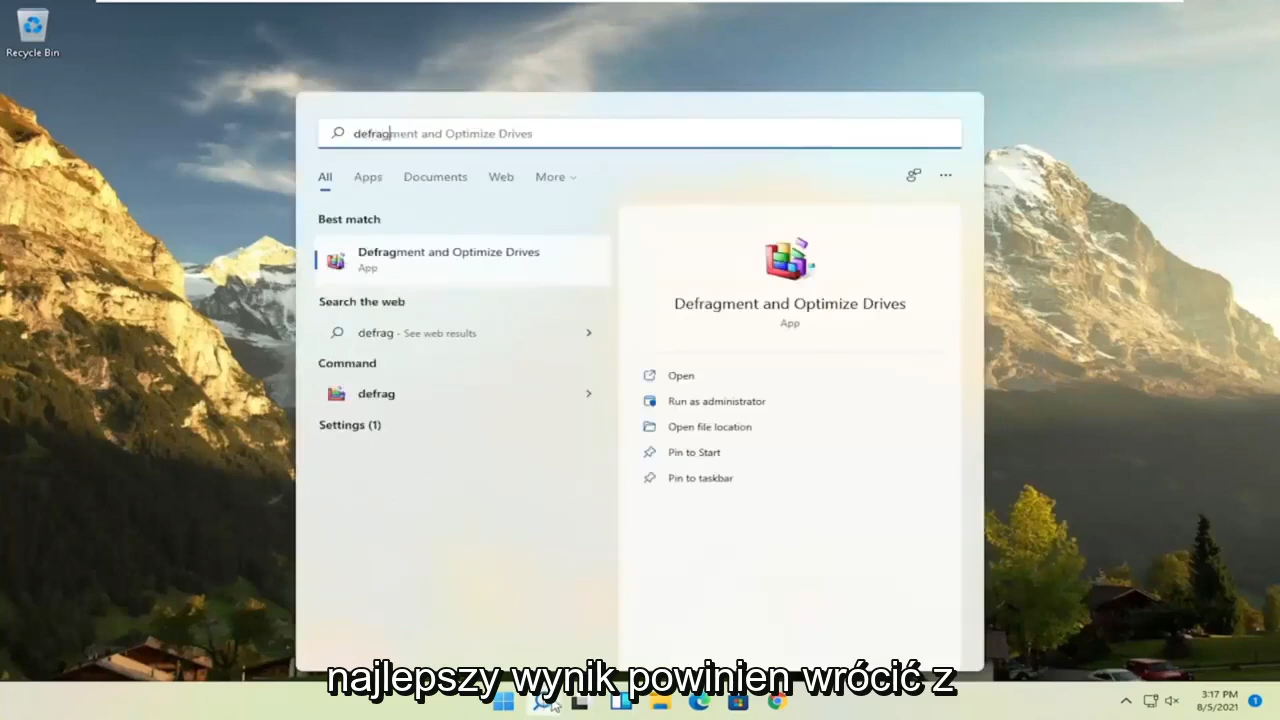 Recycle Bin
defragment and Optimize Drives
All Apps Documents Web More
Best match
Defragment and Optimize Drives
App
Search the web
defrag - See web results
Command
defrag
Settings (1)
Defragment and Optimize Drives
App
Open
Run as administrator
Open file location
Pin to Start
Pin to taskbar
najlepszy wynik powinien wrócić z
3:17 PM
8/5/2021
1